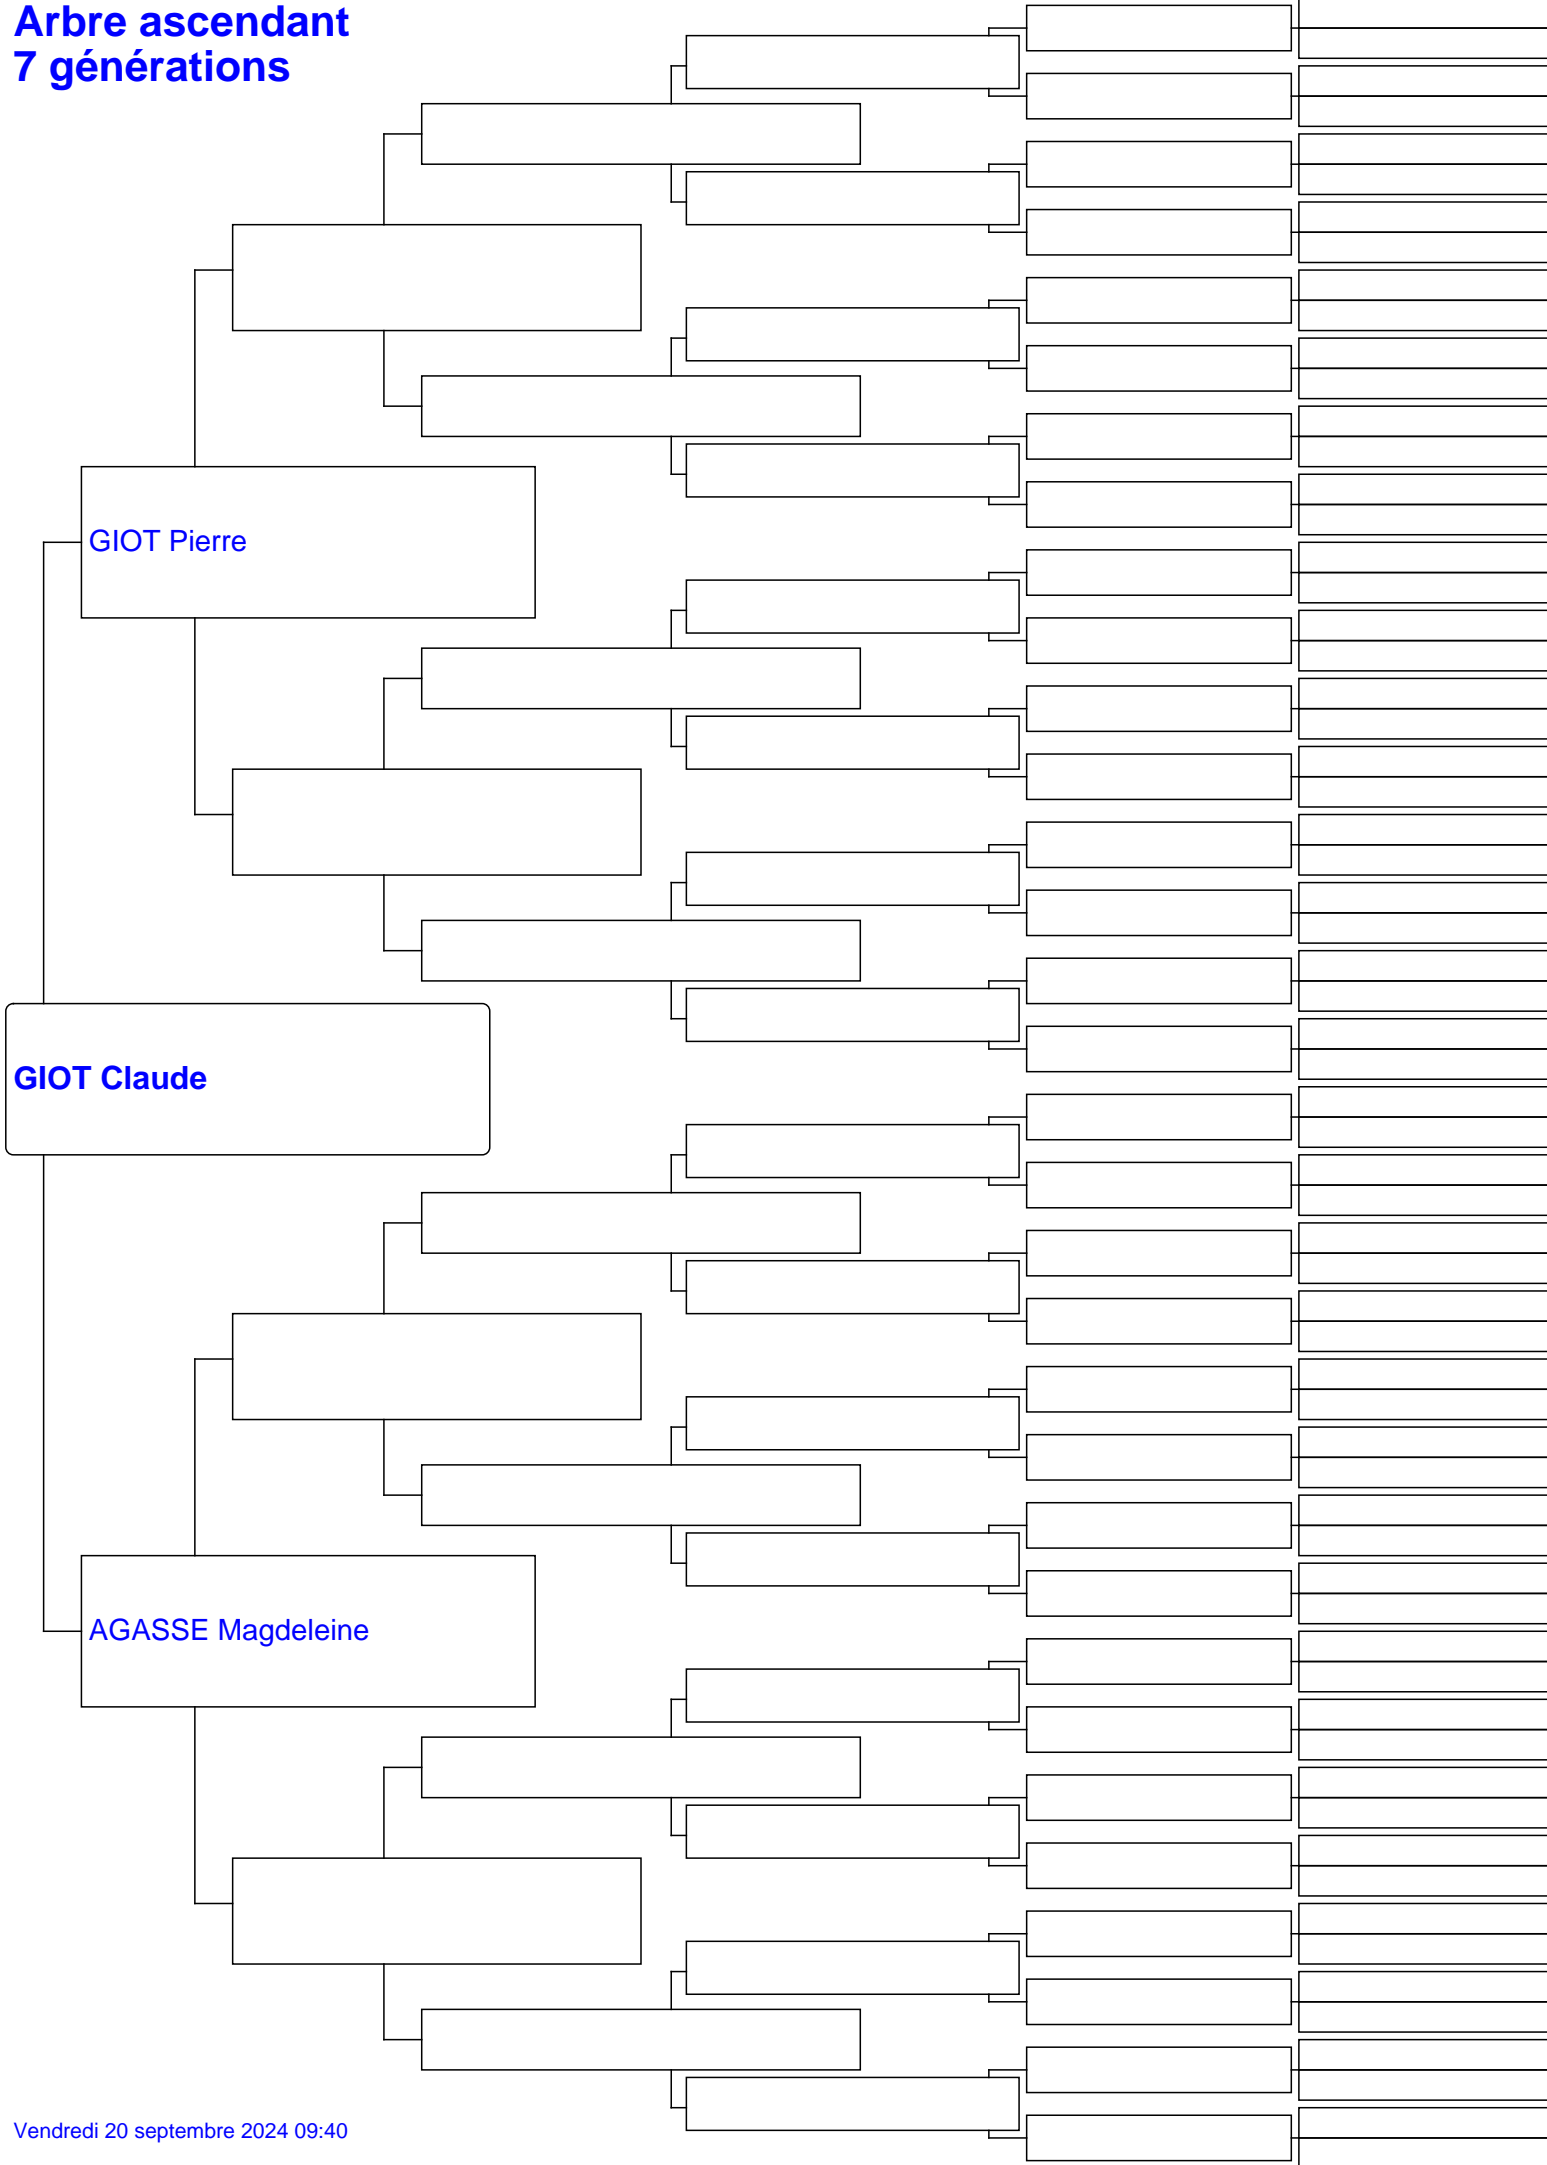 Arbre ascendant
7 générations
GIOT Pierre
GIOT Claude
AGASSE Magdeleine
Vendredi 20 septembre 2024 09:40